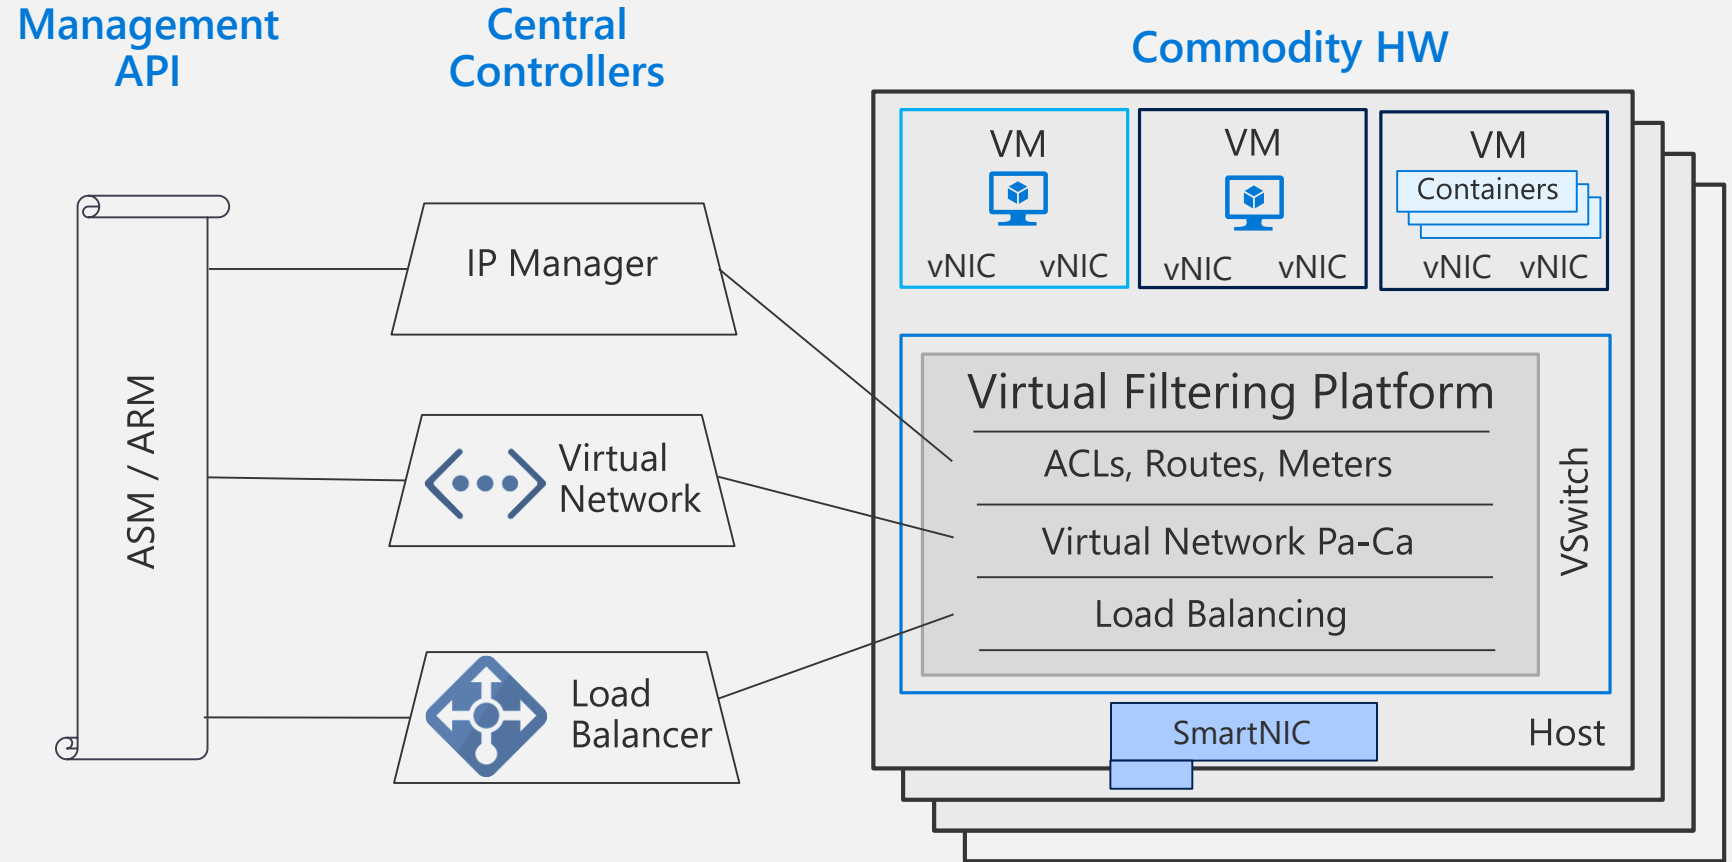 Management
API
Central
Controllers
Commodity HW
ASM / ARM
IP Manager
Virtual
Network
Load
Balancer
VM
vNIC vNIC
VM
vNIC vNIC
VM
Containers
vNIC vNIC
Virtual Filtering Platform
ACLs, Routes, Meters
Virtual Network Pa-Ca
Load Balancing
VSwitch
SmartNIC
Host